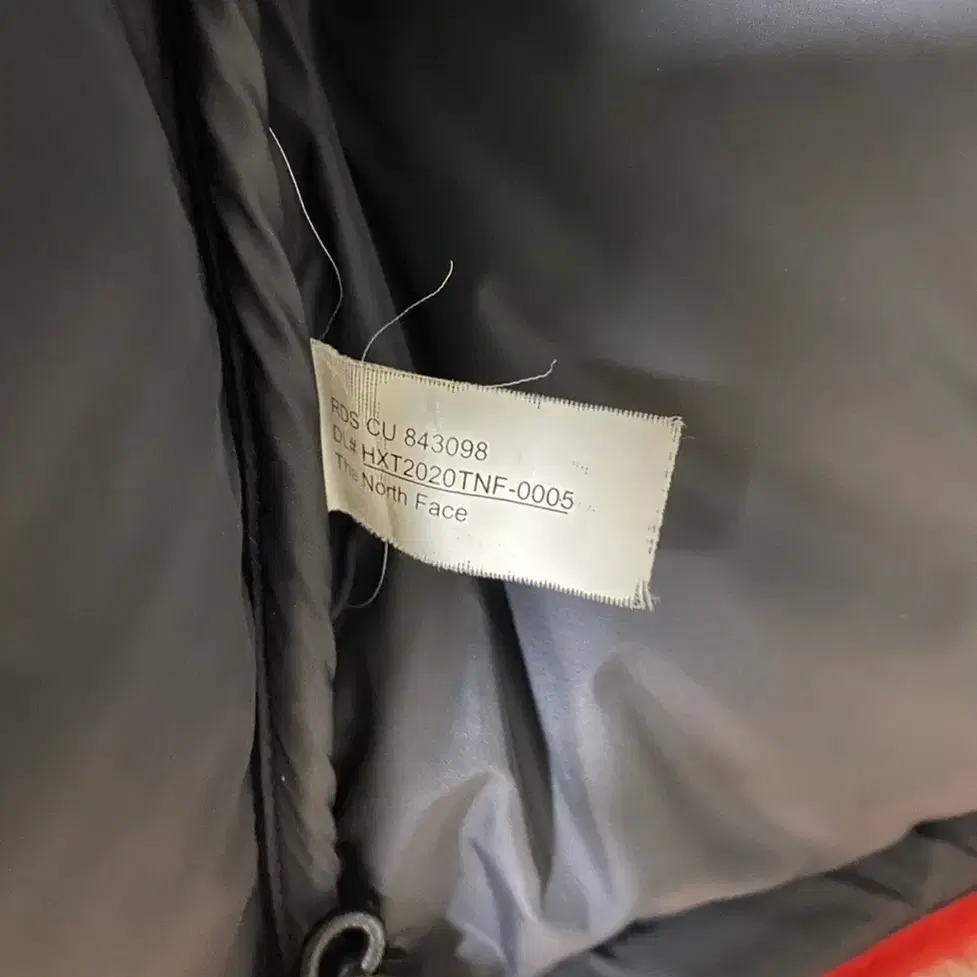 RDS CU 843098
DL# HXT2020TNF-0005
The North Face